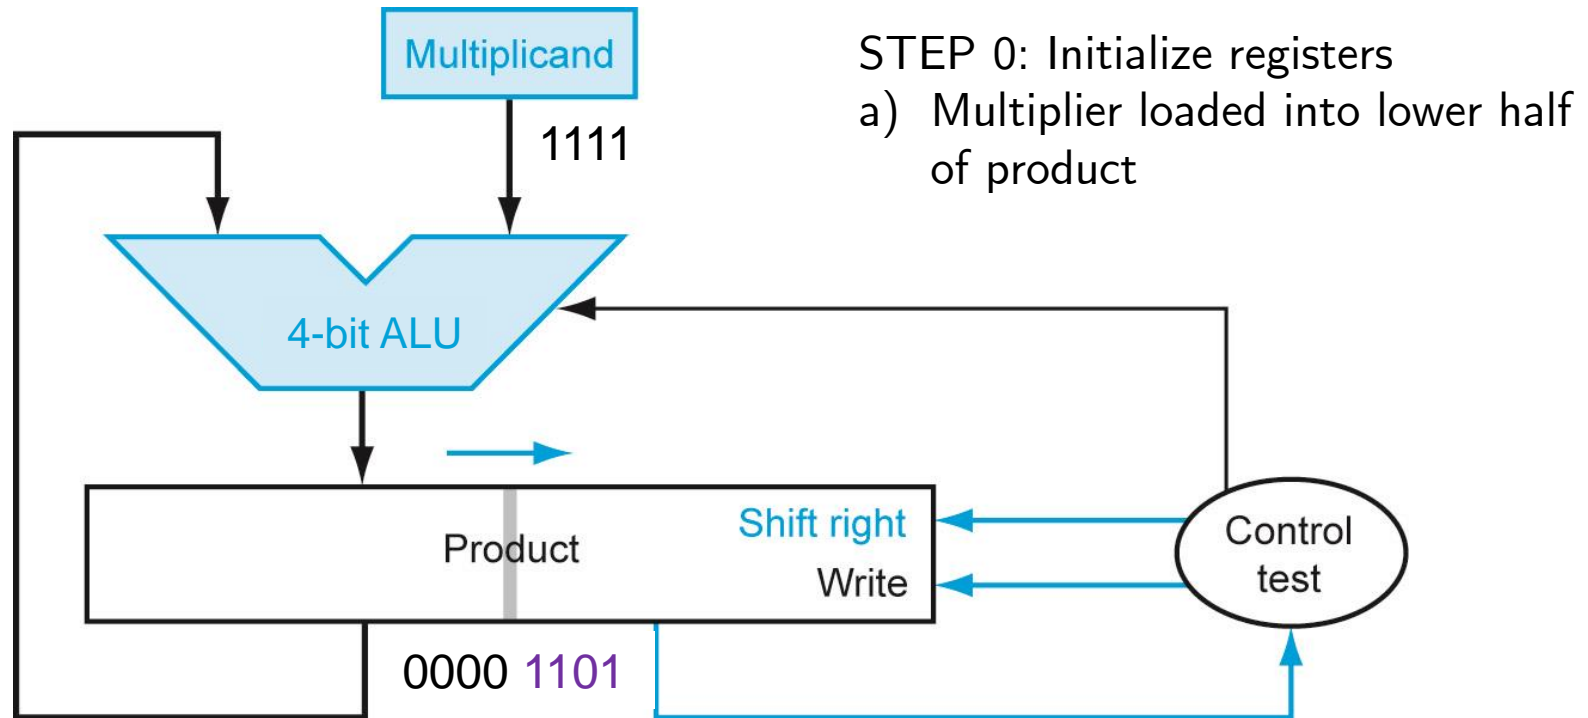 Multiplicand
STEP 0: Initialize registers
a) Multiplier loaded into lower half
of product
1111
4-bit ALU
Shift right
Product
Write
Control
test
0000 1101